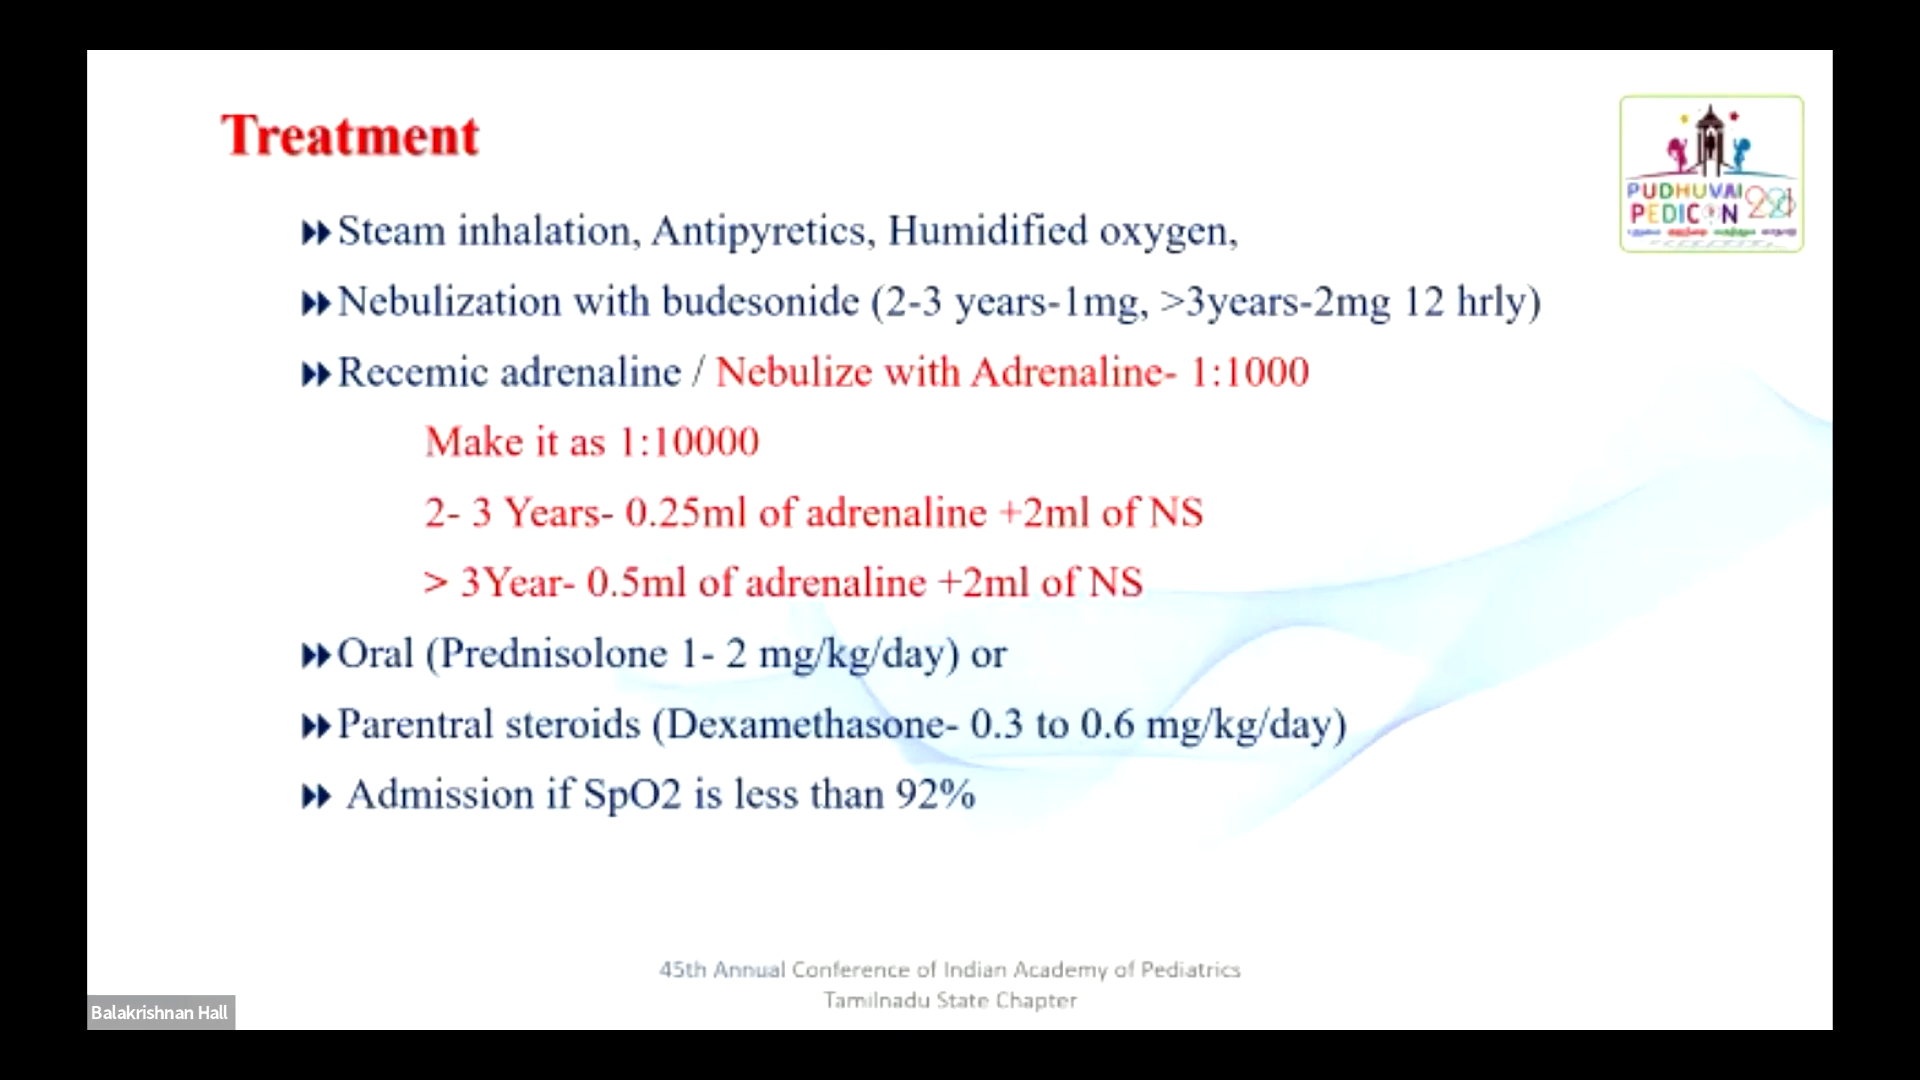 Treatment
Steam inhalation, Antipyretics, Humidified oxygen,
Nebulization with budesonide (2-3 years-1mg, >3years-2mg 12 hrly)
Recemic adrenaline / Nebulize with Adrenaline- 1:1000
Make it as 1:10000
2- 3 Years- 0.25ml of adrenaline +2ml of NS
> 3Year- 0.5ml of adrenaline +2ml of NS
Oral (Prednisolone 1- 2 mg/kg/day) or
Parentral steroids (Dexamethasone- 0.3 to 0.6 mg/kg/day)
Admission if SpO2 is less than 92%
PUDHUVAI
PEDICON
45th Annual Conference of Indian Academy of Pediatrics
Tamilnadu State Chapter
Balakrishnan Hall